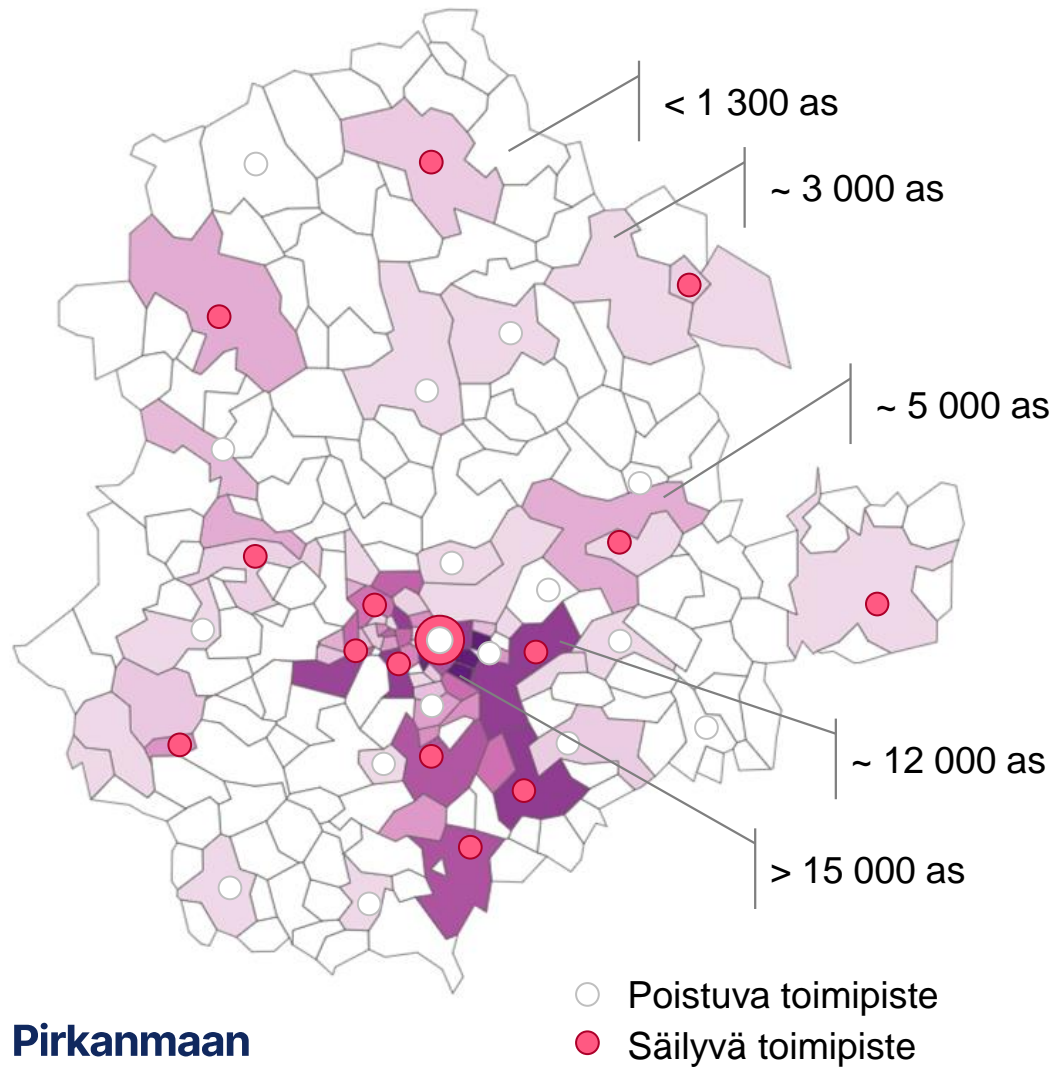 < 1 300 as
~ 3 000 as
~ 5 000 as
~ 12 000 as
> 15 000 as
Poistuva toimipiste
Säilyvä toimipiste
Pirkanmaan